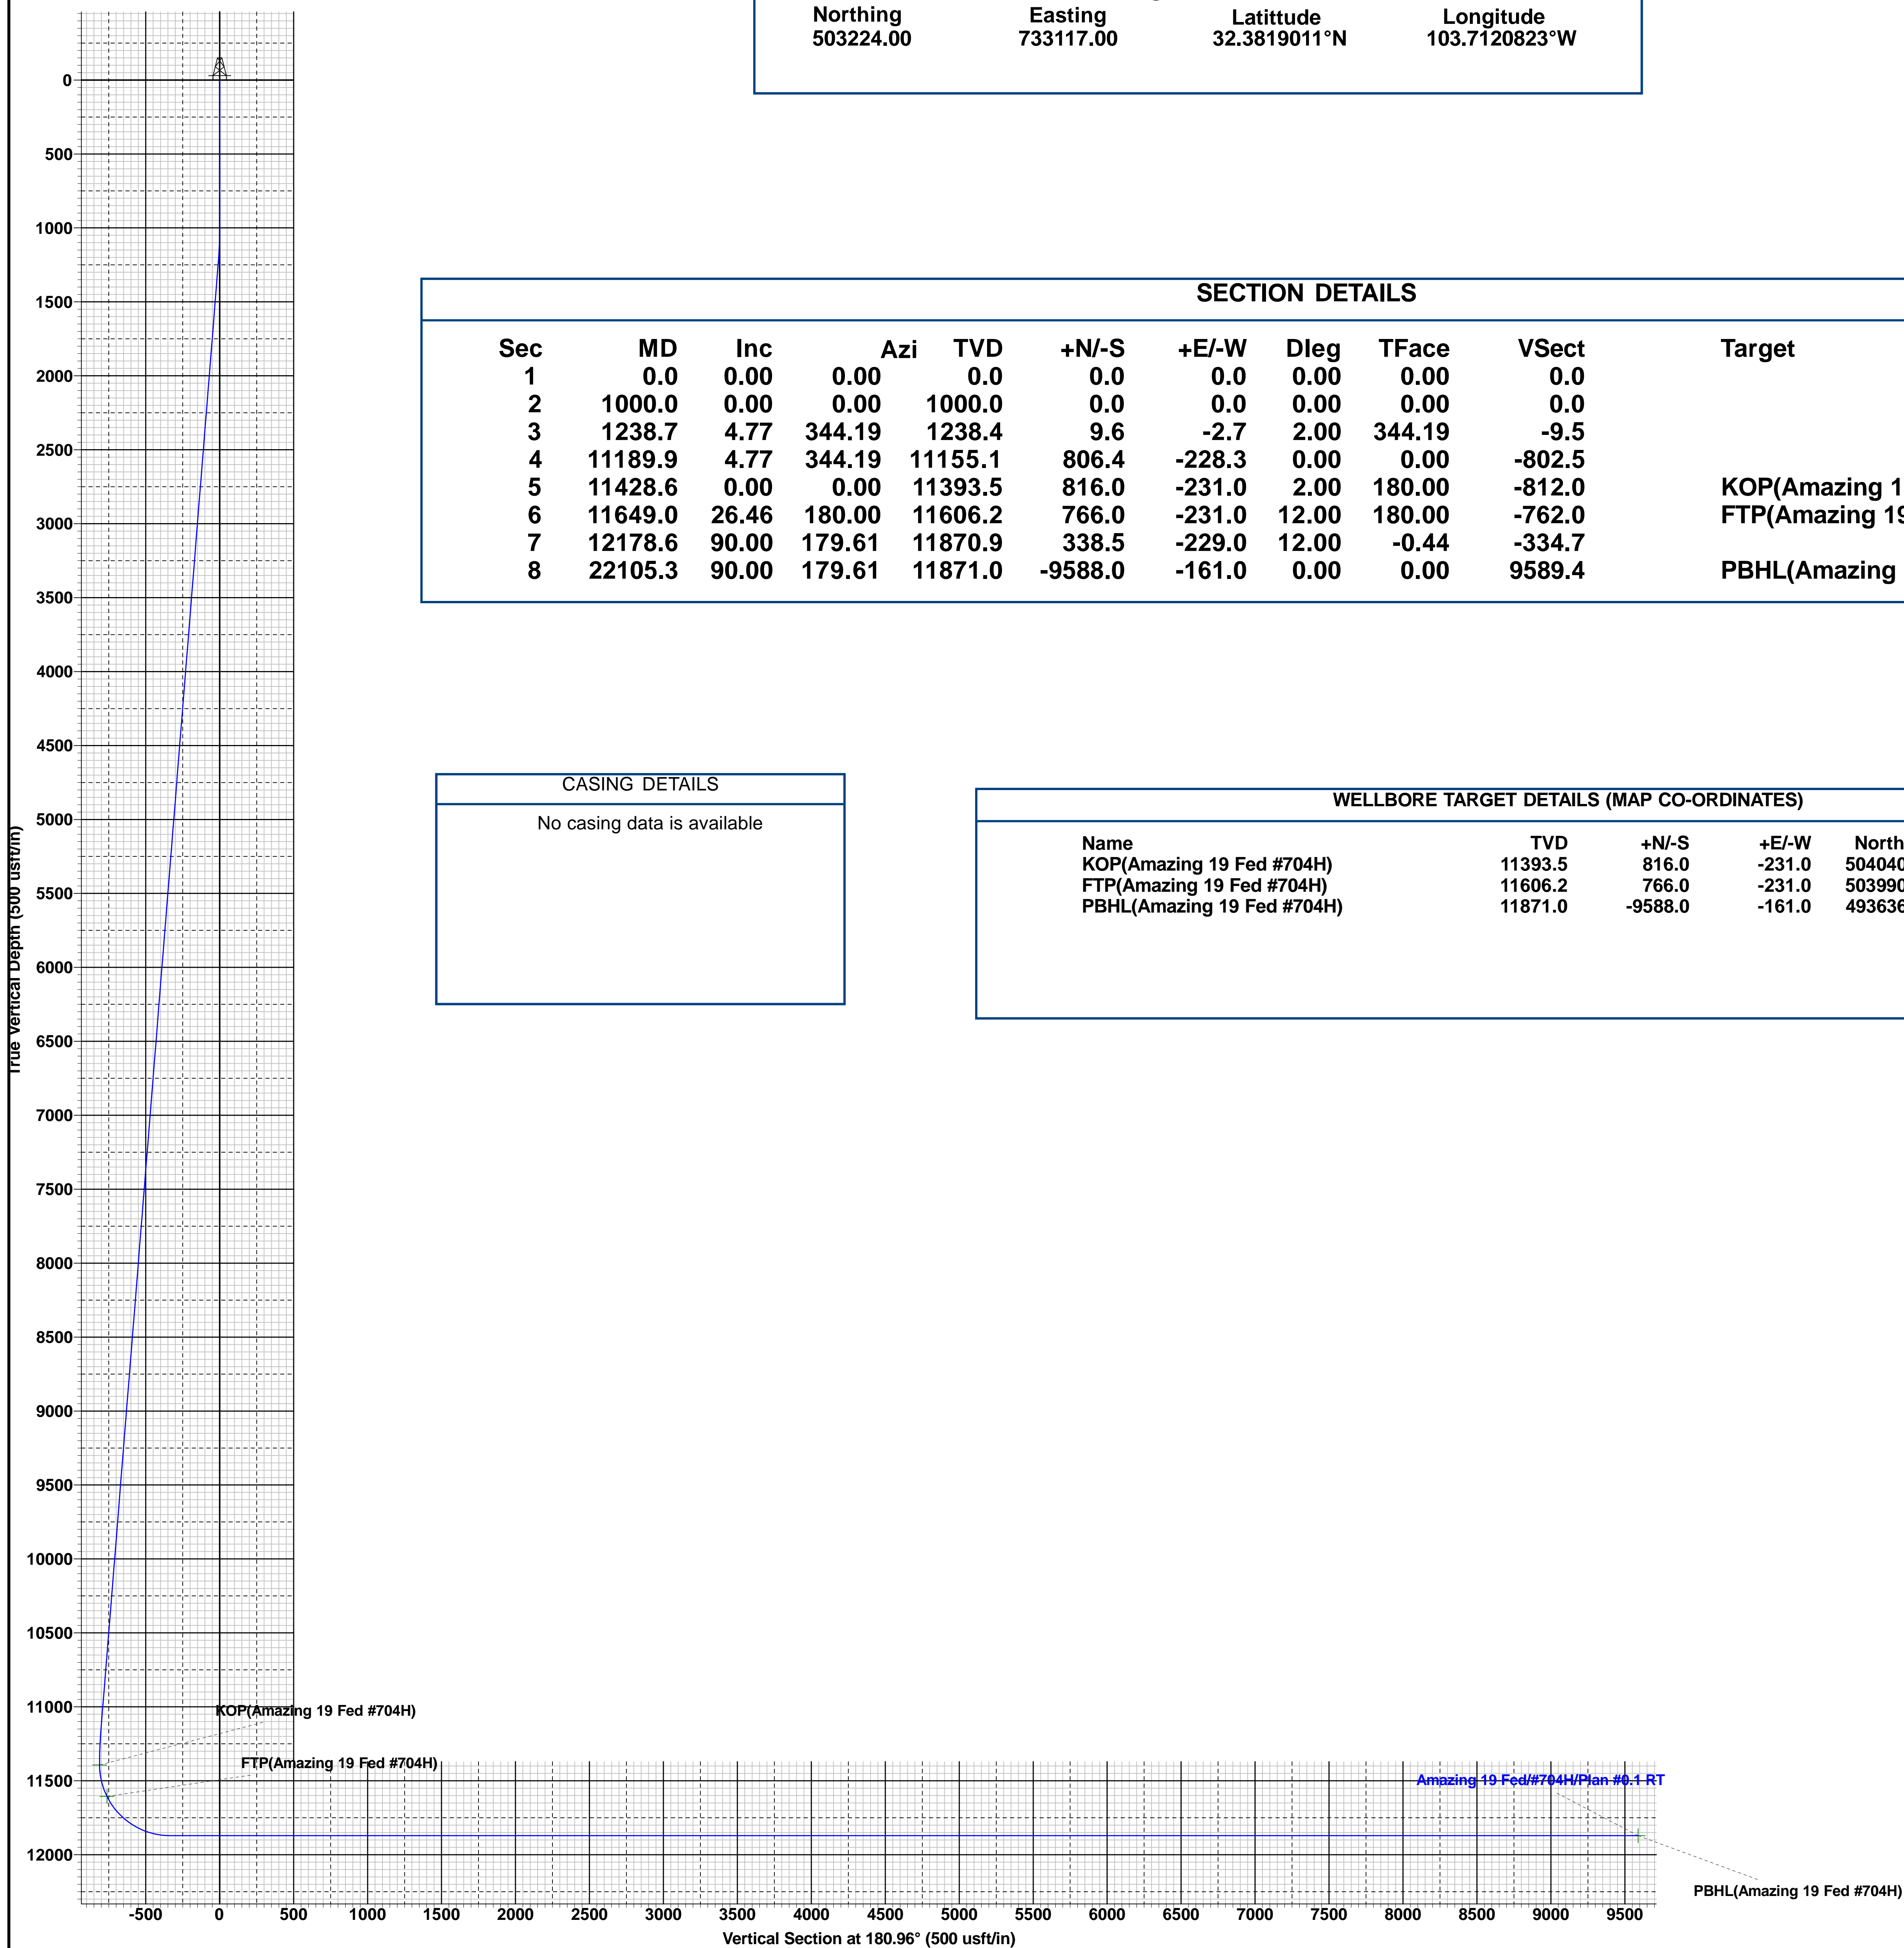 Northing Easting Latittude Longitude
503224.00 733117.00 32.3819011°N 103.7120823°W
SECTION DETAILS
Sec MD Inc Azi TVD +N/-S +E/-W Dleg TFace VSect Target
1 0.0 0.00 0.00 0.0 0.0 0.0 0.00 0.00 0.0
2 1000.0 0.00 0.00 1000.0 0.0 0.0 0.00 0.00 0.0
3 1238.7 4.77 344.19 1238.4 9.6 -2.7 2.00 344.19 -9.5
4 11189.9 4.77 344.19 11155.1 806.4 -228.3 0.00 0.00 -802.5
5 11428.6 0.00 0.00 11393.5 816.0 -231.0 2.00 180.00 -812.0 KOP(Amazing 1
6 11649.0 26.46 180.00 11606.2 766.0 -231.0 12.00 180.00 -762.0 FTP(Amazing 19
7 12178.6 90.00 179.61 11870.9 338.5 -229.0 12.00 -0.44 -334.7
8 22105.3 90.00 179.61 11871.0 -9588.0 -161.0 0.00 0.00 9589.4 PBHL(Amazing
CASING DETAILS
No casing data is available
WELLBORE TARGET DETAILS (MAP CO-ORDINATES)
Name TVD +N/-S +E/-W North
KOP(Amazing 19 Fed #704H) 11393.5 816.0 -231.0 504040
FTP(Amazing 19 Fed #704H) 11606.2 766.0 -231.0 503990
PBHL(Amazing 19 Fed #704H) 11871.0 -9588.0 -161.0 493636
True Vertical Depth (500 usft/in)
0
500
1000
1500
2000
2500
3000
3500
4000
4500
5000
5500
6000
6500
7000
7500
8000
8500
9000
9500
10000
10500
11000
11500
12000
KOP(Amazing 19 Fed #704H)
FTP(Amazing 19 Fed #704H)
Amazing 19 Fed/#704H/Plan #0.1 RT
PBHL(Amazing 19 Fed #704H)
-500 0 500 1000 1500 2000 2500 3000 3500 4000 4500 5000 5500 6000 6500 7000 7500 8000 8500 9000 9500
Vertical Section at 180.96° (500 usft/in)